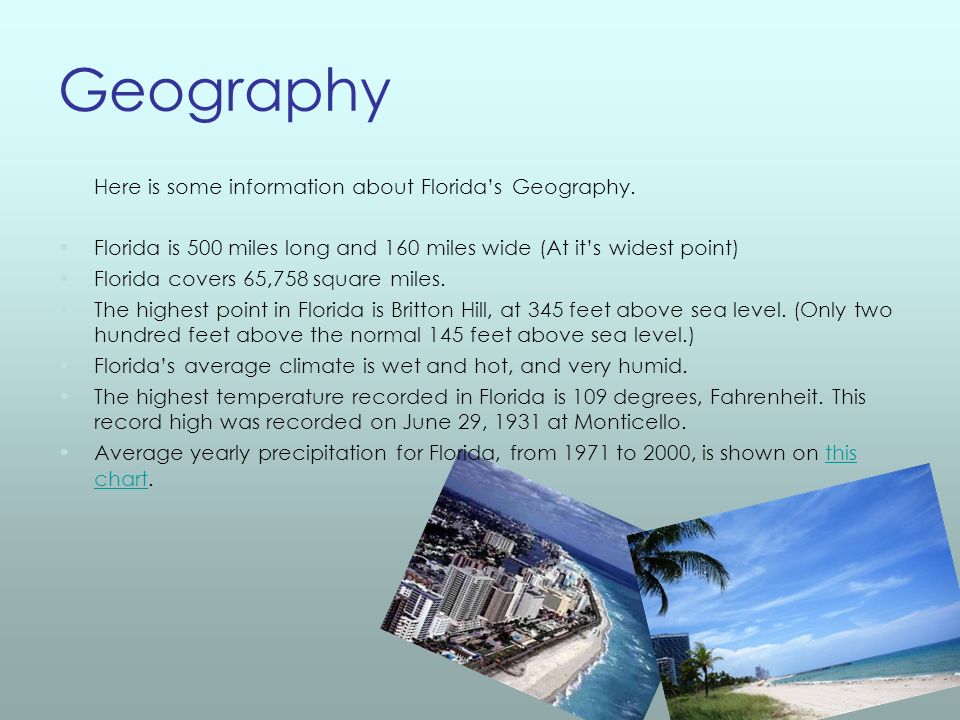 Geography
Here is some information about Florida’s Geography.
• Florida is 500 miles long and 160 miles wide (At it’s widest point)
• Florida covers 65,758 square miles.
• The highest point in Florida is Britton Hill, at 345 feet above sea level. (Only two
hundred feet above the normal 145 feet above sea level.)
• Florida’s average climate is wet and hot, and very humid.
• The highest temperature recorded in Florida is 109 degrees, Fahrenheit. This
record high was recorded on June 29, 1931 at Monticello.
• Average yearly precipitation for Florida, from 1971 to 2000, is shown on this
chart.